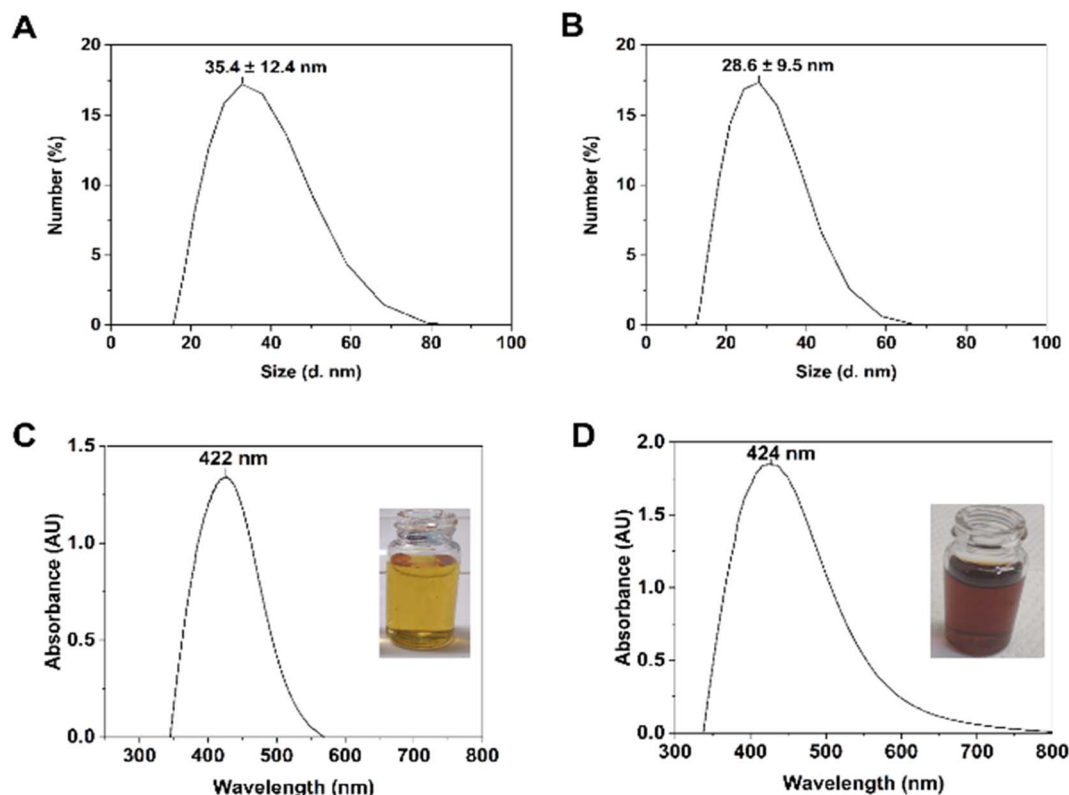 A
35.4 ± 12.4 nm
Number (%)
20
15
10
5
0
0 20 40 60 80 100
Size (d. nm)
B
28.6 ± 9.5 nm
Number (%)
20
15
10
5
0
0 20 40 60 80 100
Size (d. nm)
C
422 nm
Absorbance (AU)
1.5
1.0
0.5
0.0
300 400 500 600 700 800
Wavelength (nm)
D
424 nm
Absorbance (AU)
2.0
1.5
1.0
0.5
0.0
300 400 500 600 700 800
Wavelength (nm)